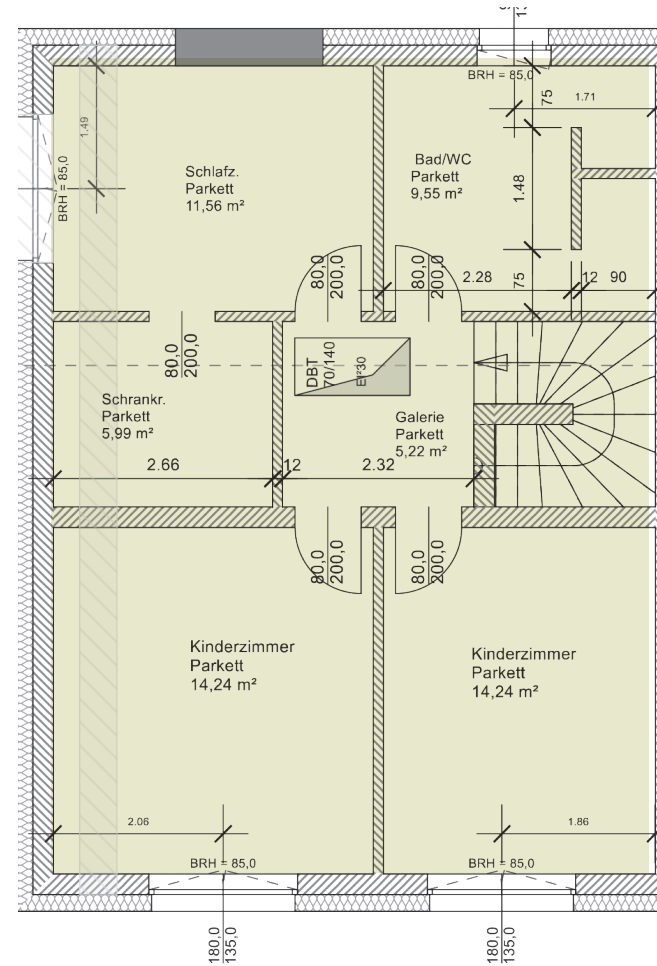 BRH = 85,0
75
1.71
1.49
BRH = 85,0
Schlafz.
Parkett
11,56 m²
Bad/WC
Parkett
9,55 m²
1.48
80,0
200,0
80,0
200,0
2.28
75
12
90
80,0
200,0
DBT
70/140
EI²30
Schrankr.
Parkett
5,99 m²
Galerie
Parkett
5,22 m²
2.66
12
2.32
80,0
200,0
80,0
200,0
Kinderzimmer
Parkett
14,24 m²
Kinderzimmer
Parkett
14,24 m²
2.06
1.86
BRH = 85,0
BRH = 85,0
180,0
135,0
180,0
135,0